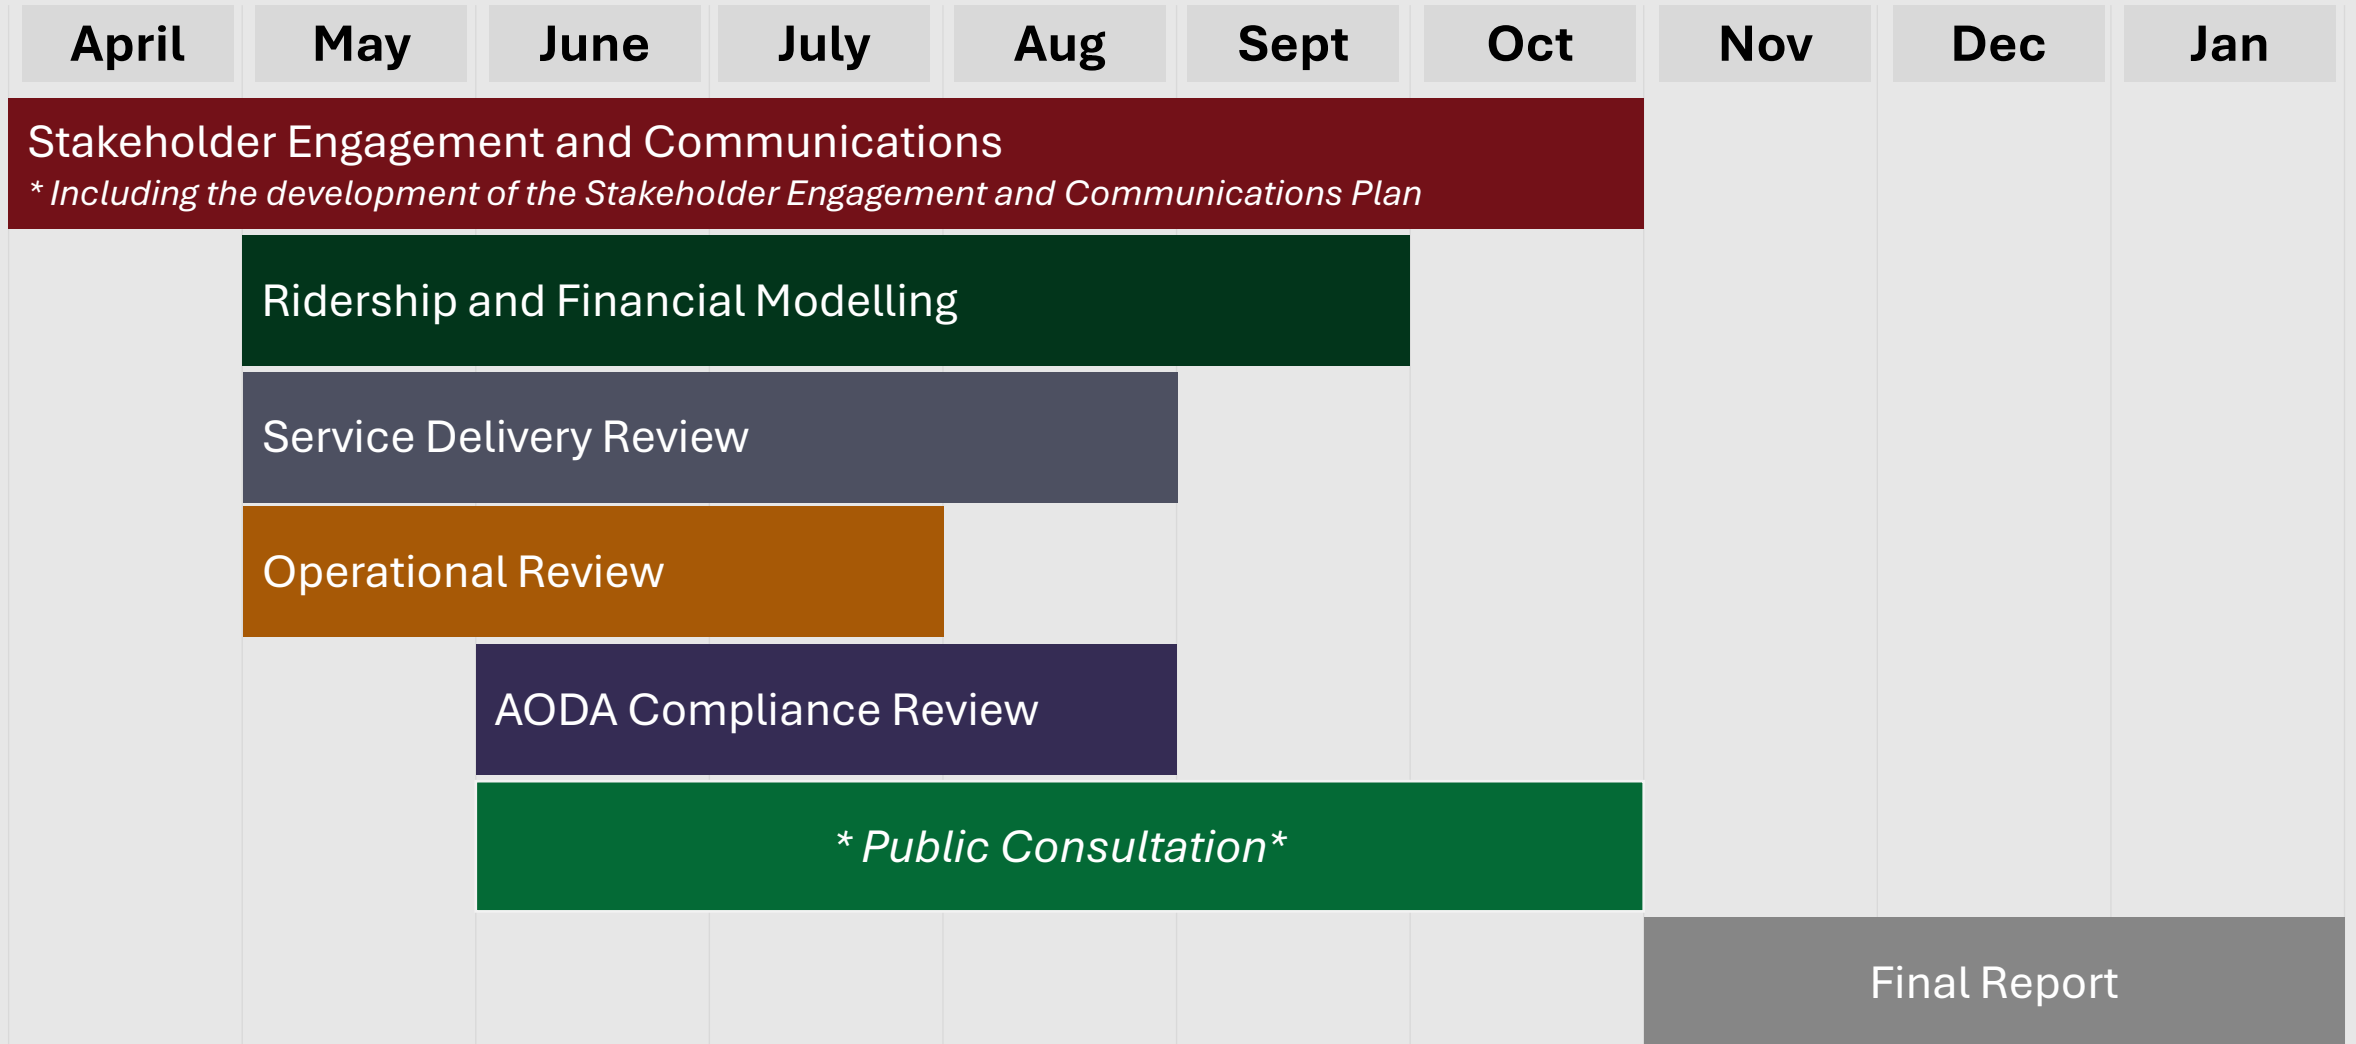 April May June July Aug Sept Oct Nov Dec Jan
Stakeholder Engagement and Communications
* Including the development of the Stakeholder Engagement and Communications Plan
Ridership and Financial Modelling
Service Delivery Review
Operational Review
AODA Compliance Review
* Public Consultation*
Final Report